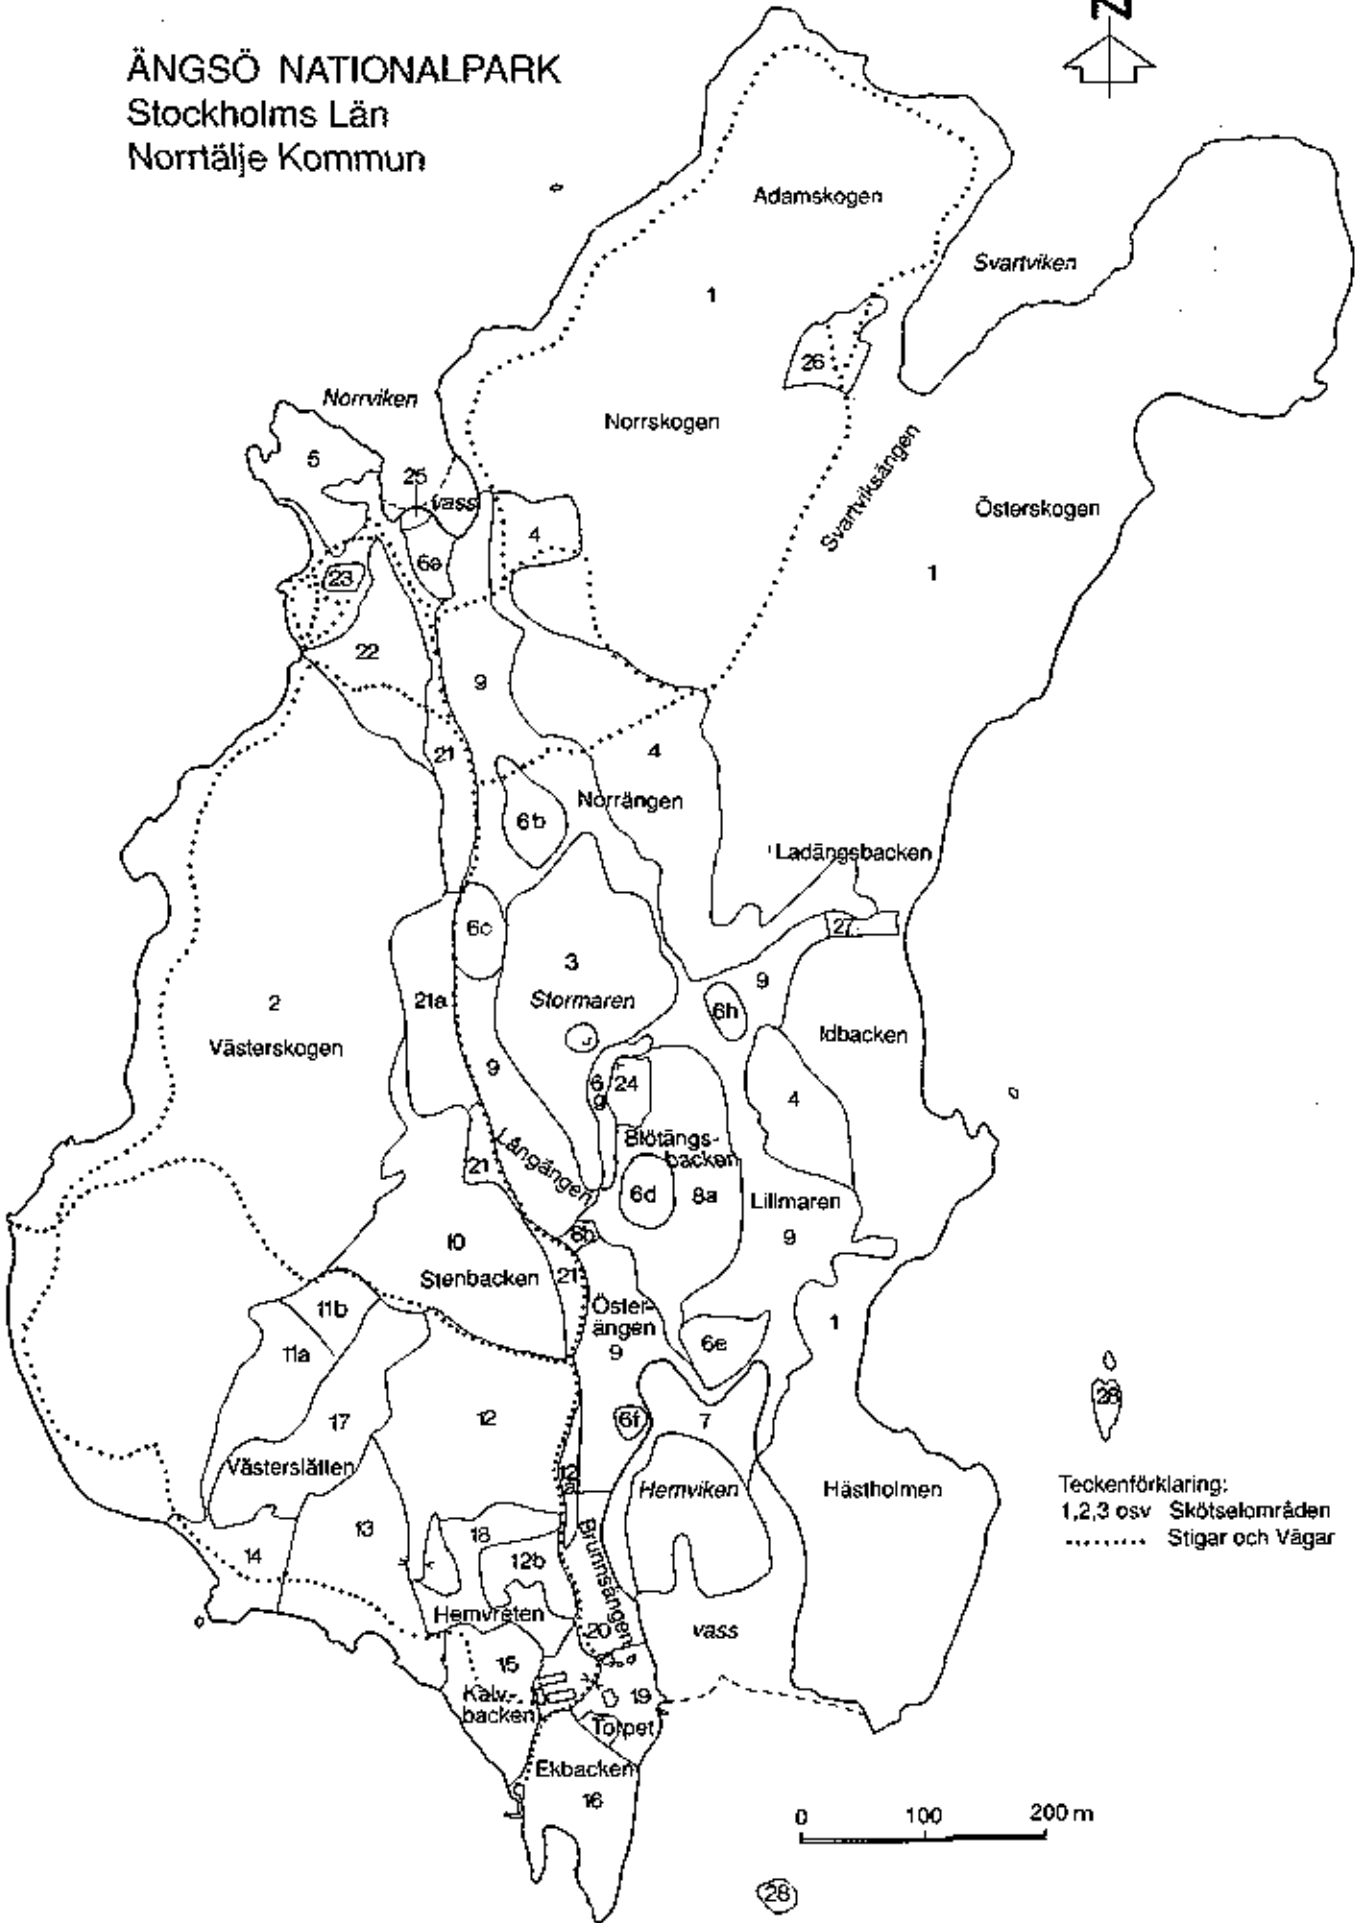 ÄNGSÖ NATIONALPARK
Stockholms Län
Norrtälje Kommun
N
Adamskogen
Svartviken
1
26
Norrviken
Norrskogen
5
25
vass
Svartviksängen
Österskogen
4
6a
23
1
22
9
21
4
Norrängen
6b
Ladängsbacken
6c
27
3
9
2
21a
Stormaren
6h
Västerskogen
Idbacken
9
6
g
24
4
Långängen
Blötängs-
backen
21
6d
8a
Lillmaren
6b
9
10
Stenbacken
21
Öster-
ängen
9
11b
1
11a
6e
28
17
12
6f
7
Västerslätten
12
a
Hemviken
Hästholmen
Teckenförklaring:
1,2,3 osv Skötselområden
Stigar och Vägar
13
18
Brunnsängen
14
12b
Hemvreten
20
vass
15
Kalv-
backen
19
Torpet
Ekbacken
16
0 100 200 m
28